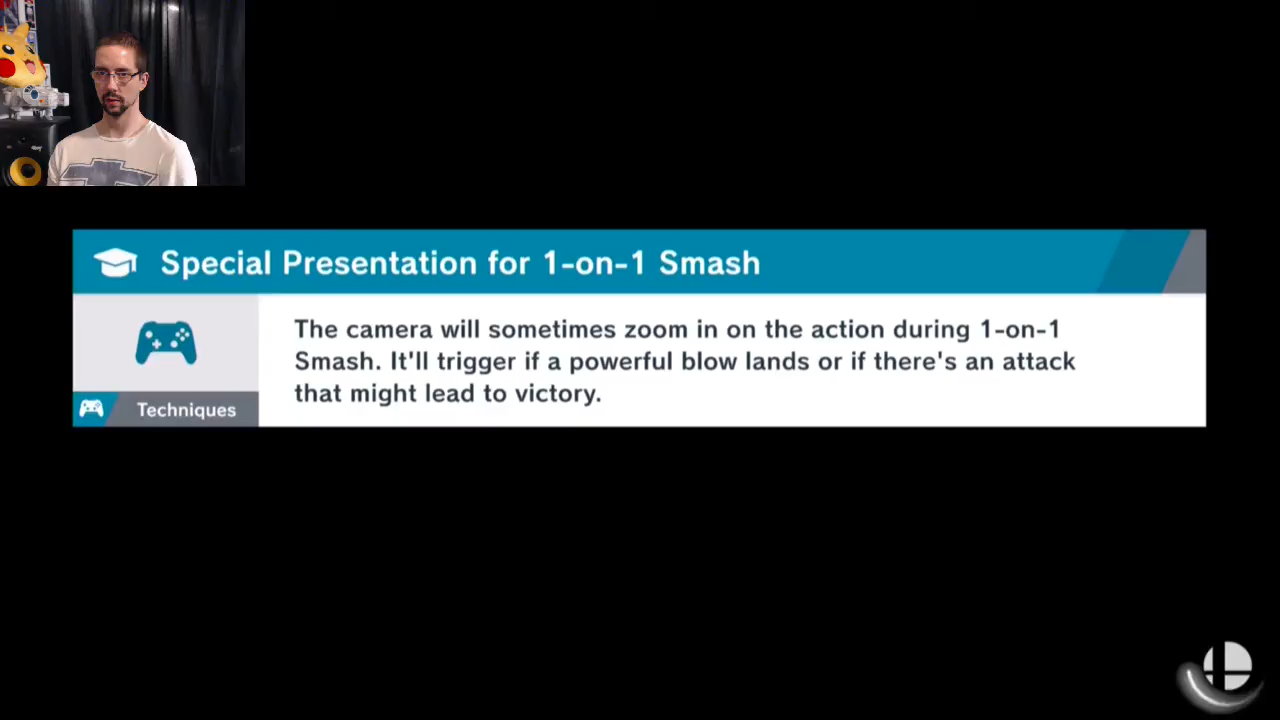 Special Presentation for 1-on-1 Smash
The camera will sometimes zoom in on the action during 1-on-1
Smash. It'll trigger if a powerful blow lands or if there's an attack
that might lead to victory.
Techniques